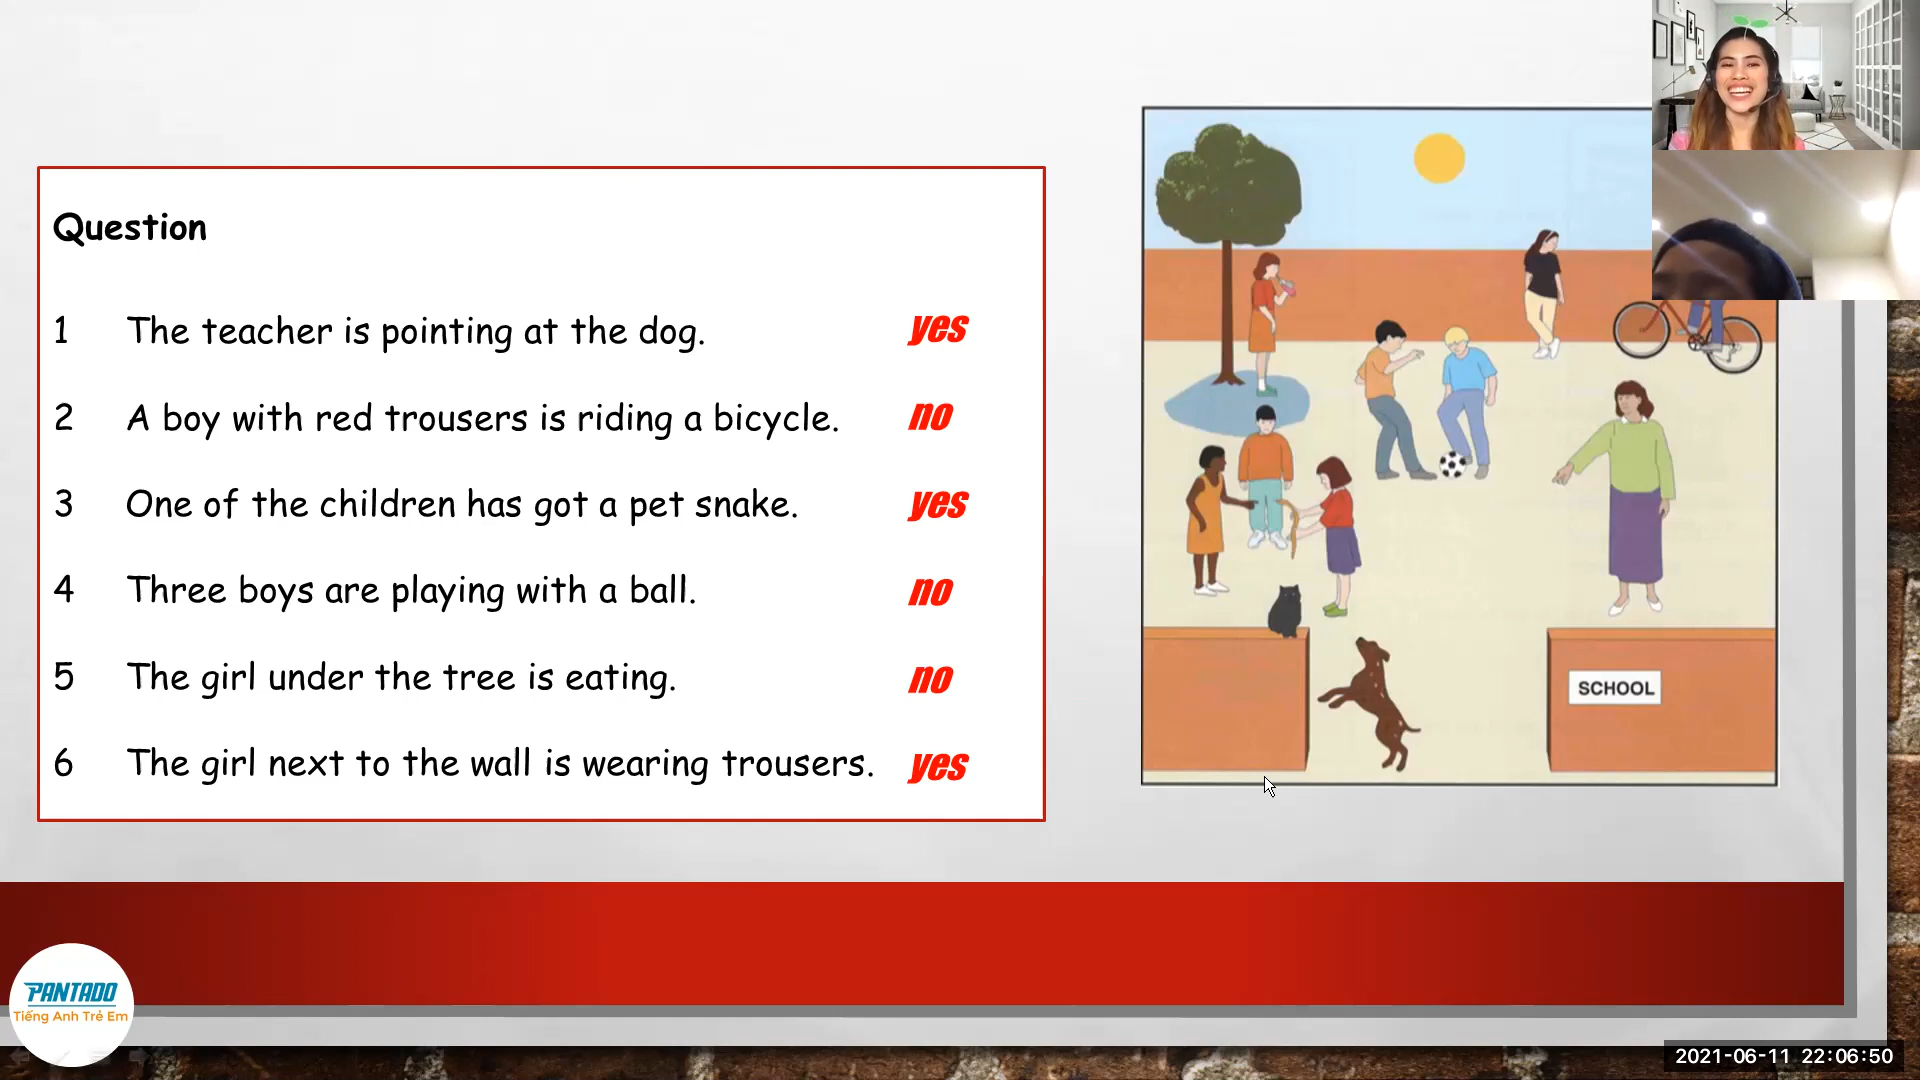 Question
1 The teacher is pointing at the dog. yes
2 A boy with red trousers is riding a bicycle. no
3 One of the children has got a pet snake. yes
4 Three boys are playing with a ball. no
5 The girl under the tree is eating. no
6 The girl next to the wall is wearing trousers. yes
SCHOOL
PANTADO
Tiếng Anh Trẻ Em
2021-06-11 22:06:50